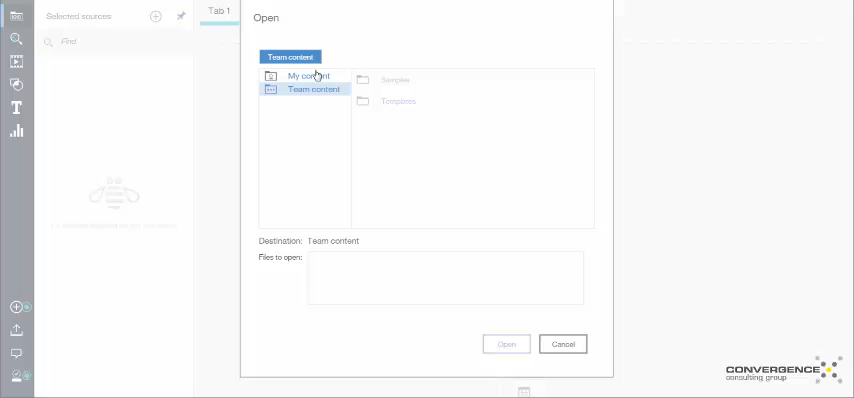 Selected sources
Tab 1
Open
Find
Team content
My content
Team content
Samples
Templates
Destination: Team content
Files to open:
Open
Cancel
CONVERGENCE
consulting group